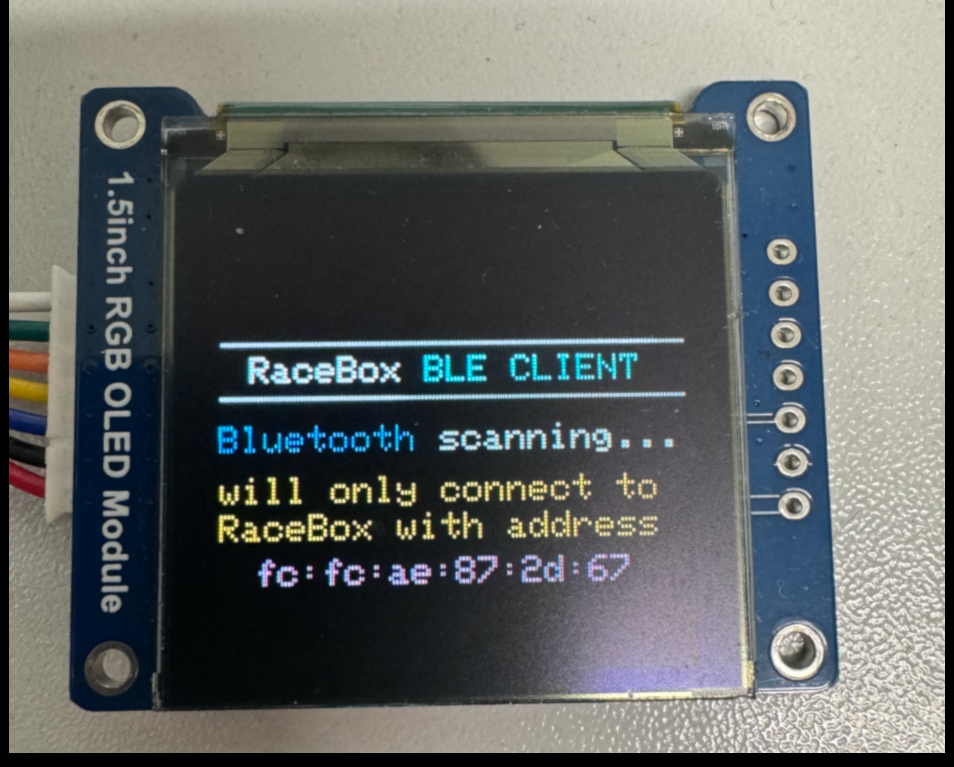 1.5inch RGB OLED Module
RaceBox BLE CLIENT
Bluetooth scanning...
will only connect to
RaceBox with address
fc:fc:ae:87:2d:67